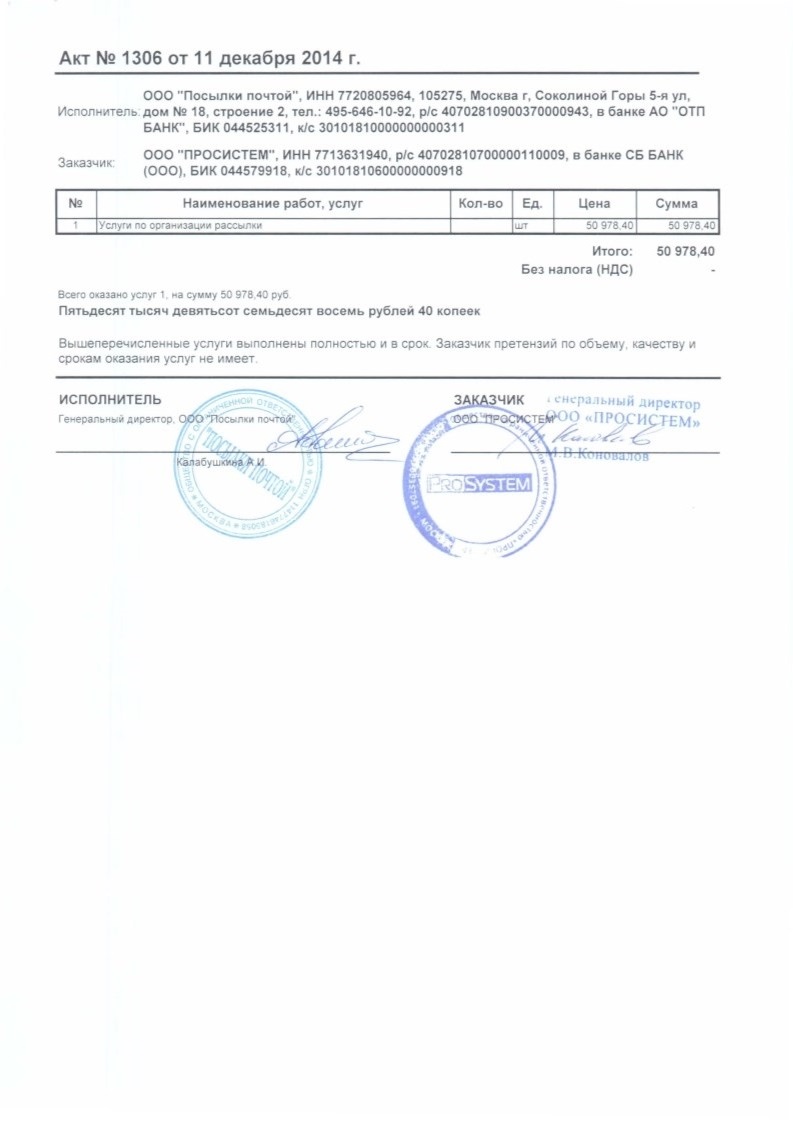 Акт № 1306 от 11 декабря 2014 г.
Исполнитель: ООО "Посылки почтой", ИНН 7720805964, 105275, Москва г, Соколиной Горы 5-я ул,
дом № 18, строение 2, тел.: 495-646-10-92, р/с 40702810900370000943, в банке АО "ОТП
БАНК", БИК 044525311, к/с 30101810000000000311
Заказчик: ООО "ПРОСИСТЕМ", ИНН 7713631940, р/с 40702810700000110009, в банке СБ БАНК
(ООО), БИК 044579918, к/с 30101810600000000918
№ Наименование работ, услуг Кол-во Ед. Цена Сумма
1 Услуги по организации рассылки шт 50 978,40 50 978,40
Итого: 50 978,40
Без налога (НДС) -
Всего оказано услуг 1, на сумму 50 978,40 руб.
Пятьдесят тысяч девятьсот семьдесят восемь рублей 40 копеек
Вышеперечисленные услуги выполнены полностью и в срок. Заказчик претензий по объему, качеству и
срокам оказания услуг не имеет.
ИСПОЛНИТЕЛЬ ЗАКАЗЧИК
Генеральный директор
Генеральный директор, ООО "Посылки почтой" ООО "ПРОСИСТЕМ"
ООО «ПРОСИСТЕМ»
М.В.Коновалов
Калабушкина А.И.
"ПОСЫЛКИ ПОЧТОЙ"
МОСКВА
PROSYSTEM
МОСКВА